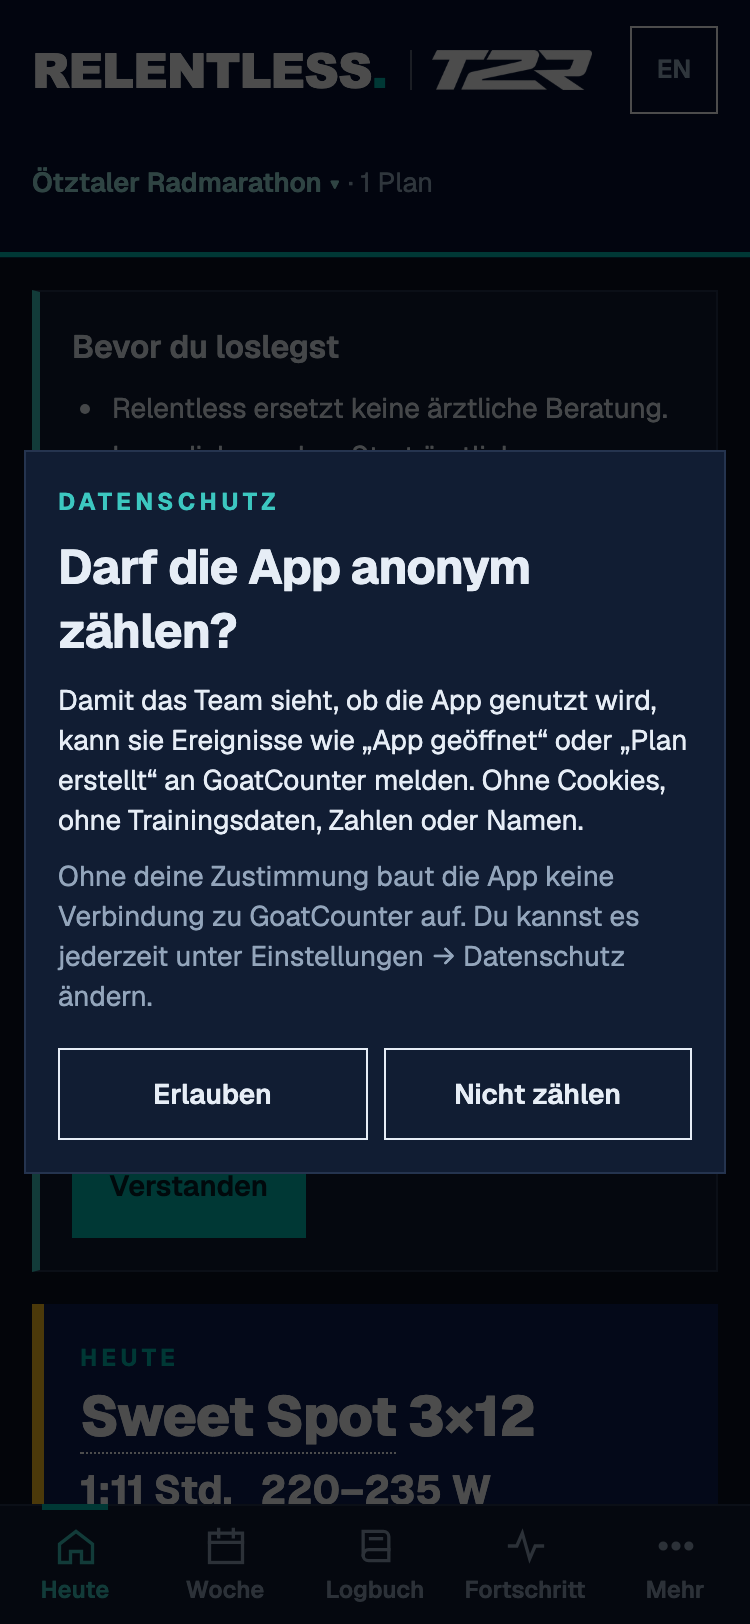 RELENTLESS. T2R EN
Ötztaler Radmarathon ▾ · 1 Plan
Bevor du loslegst
• Relentless ersetzt keine ärztliche Beratung.
DATENSCHUTZ
Darf die App anonym
zählen?
Damit das Team sieht, ob die App genutzt wird,
kann sie Ereignisse wie „App geöffnet“ oder „Plan
erstellt“ an GoatCounter melden. Ohne Cookies,
ohne Trainingsdaten, Zahlen oder Namen.
Ohne deine Zustimmung baut die App keine
Verbindung zu GoatCounter auf. Du kannst es
jederzeit unter Einstellungen → Datenschutz
ändern.
Erlauben Nicht zählen
Verstanden
HEUTE
Sweet Spot 3×12
1:11 Std. 220–235 W
Heute Woche Logbuch Fortschritt Mehr